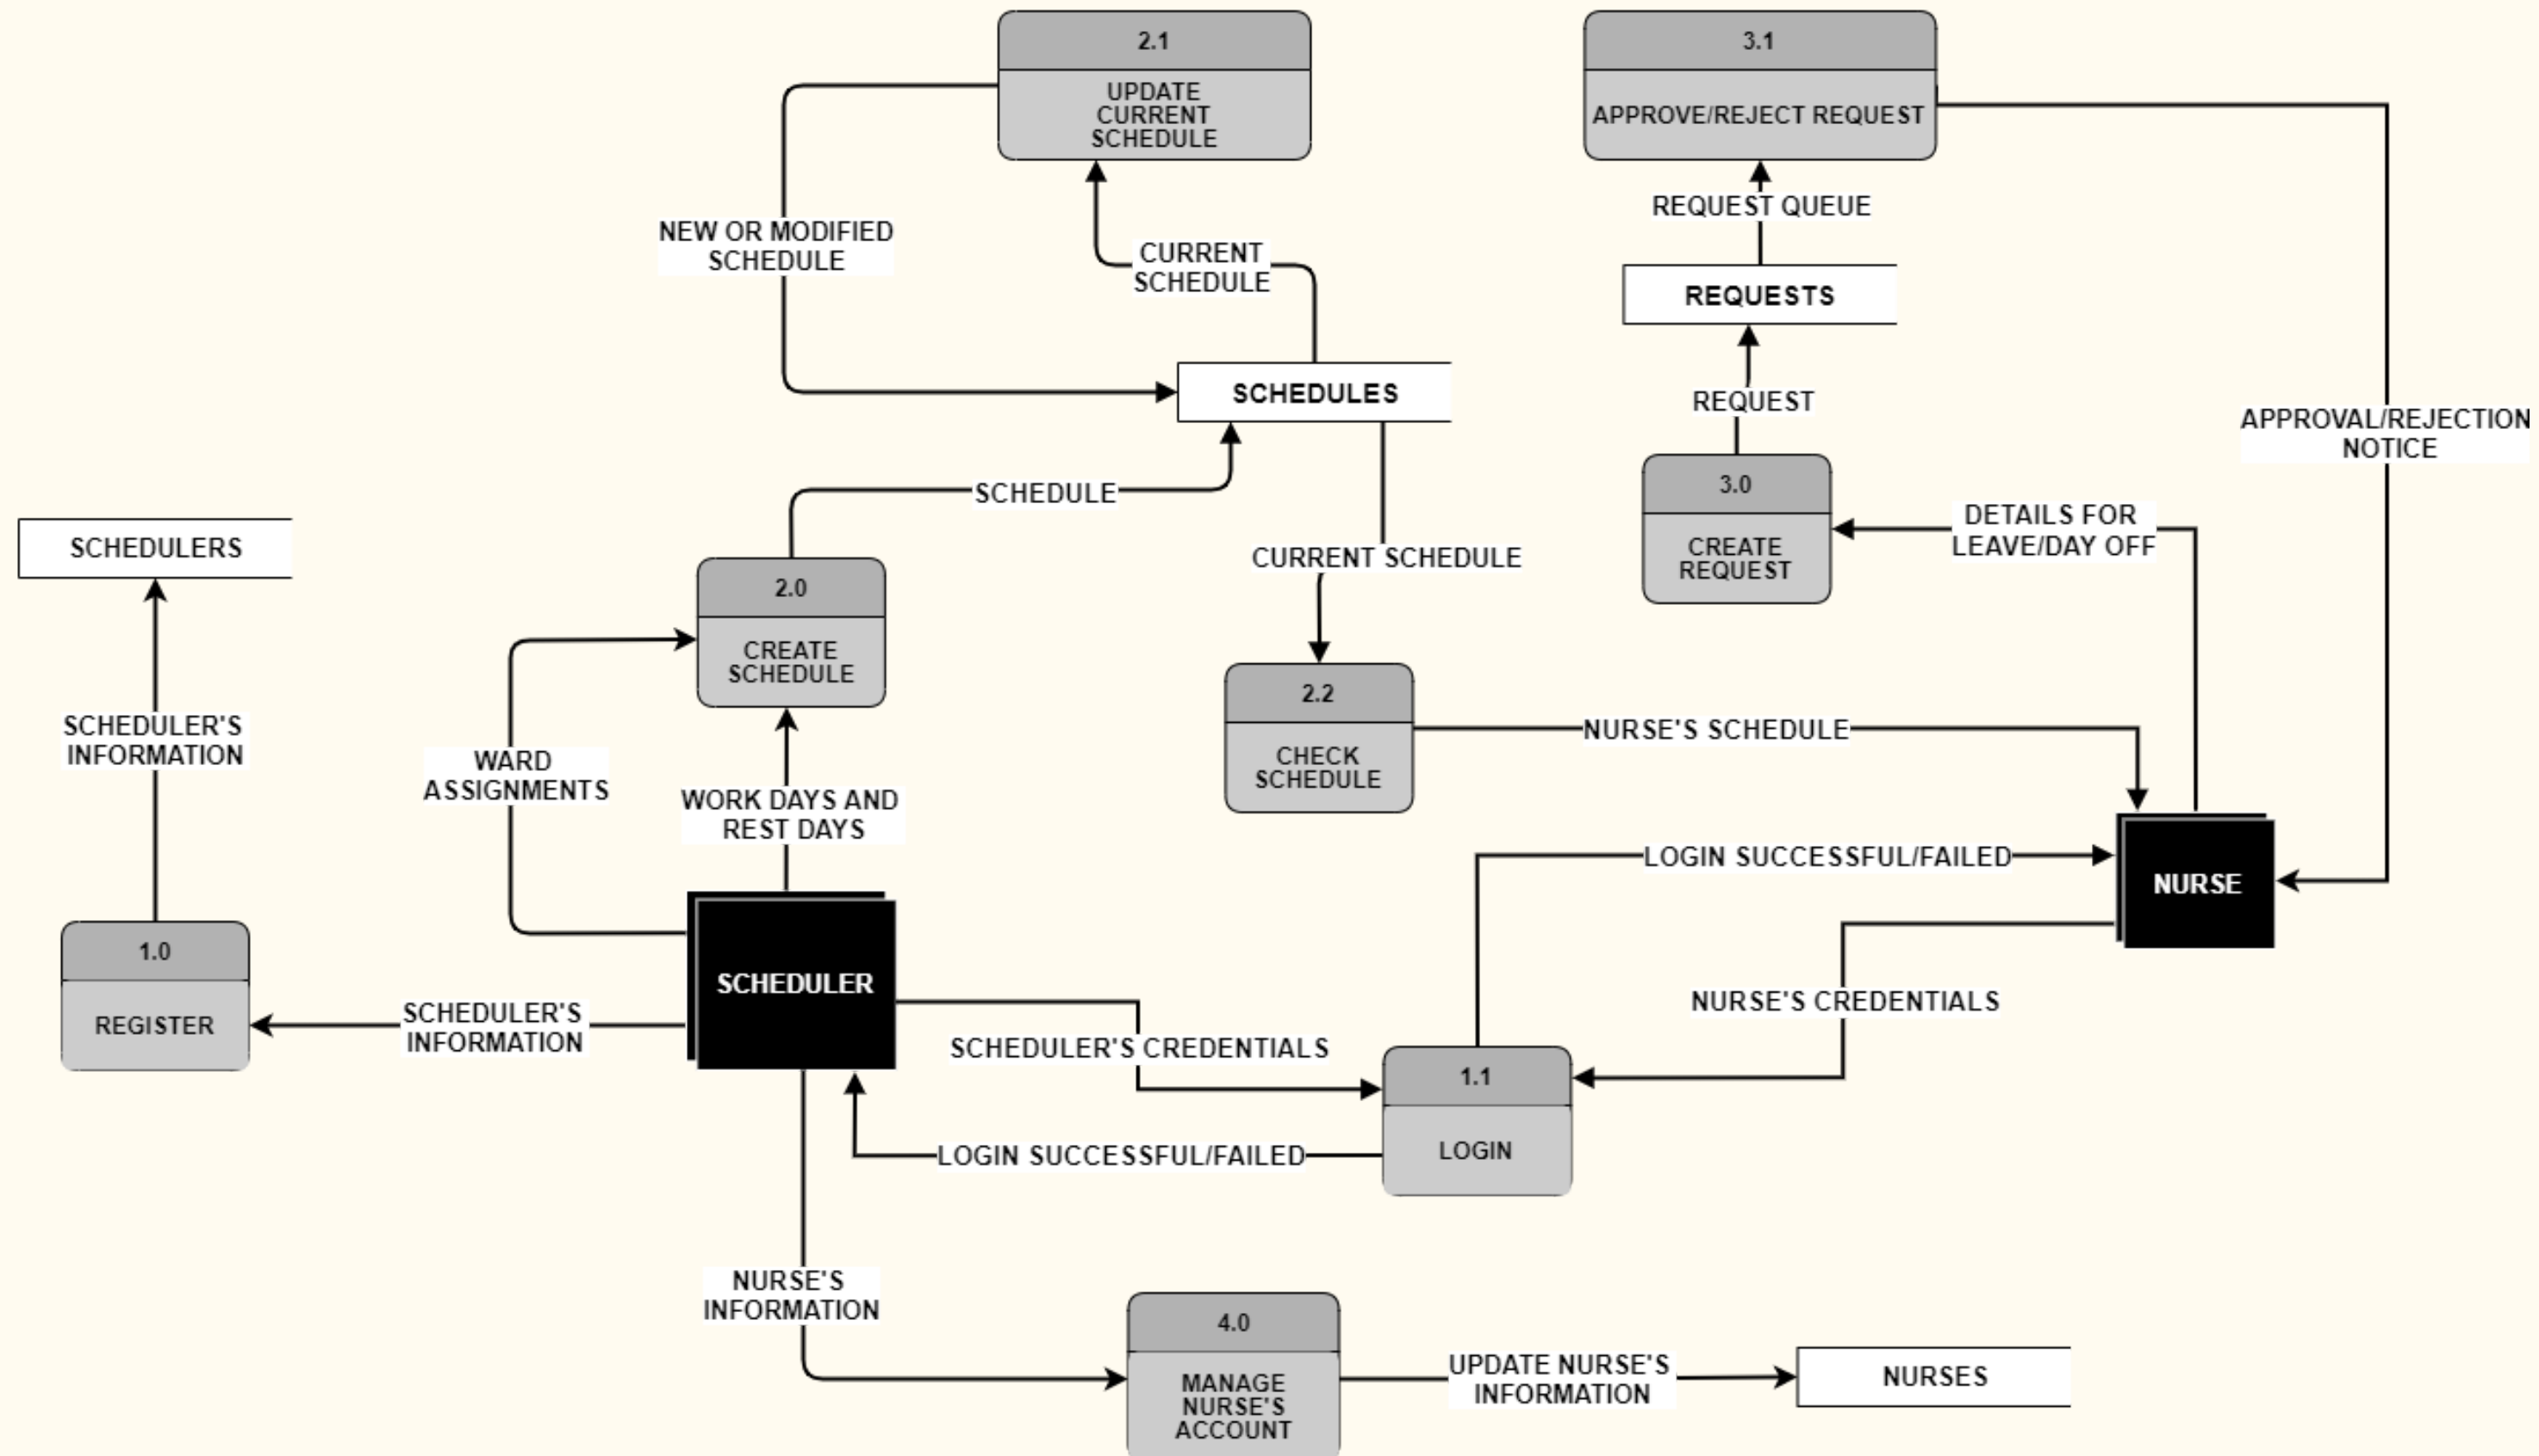 2.1
UPDATE
CURRENT
SCHEDULE
3.1
APPROVE/REJECT REQUEST
NEW OR MODIFIED
SCHEDULE
CURRENT
SCHEDULE
REQUEST QUEUE
REQUESTS
SCHEDULES
REQUEST
APPROVAL/REJECTION
NOTICE
SCHEDULE
3.0
CREATE
REQUEST
DETAILS FOR
LEAVE/DAY OFF
SCHEDULERS
CURRENT SCHEDULE
2.0
CREATE
SCHEDULE
2.2
CHECK
SCHEDULE
NURSE'S SCHEDULE
SCHEDULER'S
INFORMATION
WARD
ASSIGNMENTS
WORK DAYS AND
REST DAYS
LOGIN SUCCESSFUL/FAILED
NURSE
1.0
REGISTER
SCHEDULER'S
INFORMATION
SCHEDULER
SCHEDULER'S CREDENTIALS
NURSE'S CREDENTIALS
1.1
LOGIN
LOGIN SUCCESSFUL/FAILED
NURSE'S
INFORMATION
4.0
MANAGE
NURSE'S
ACCOUNT
UPDATE NURSE'S
INFORMATION
NURSES